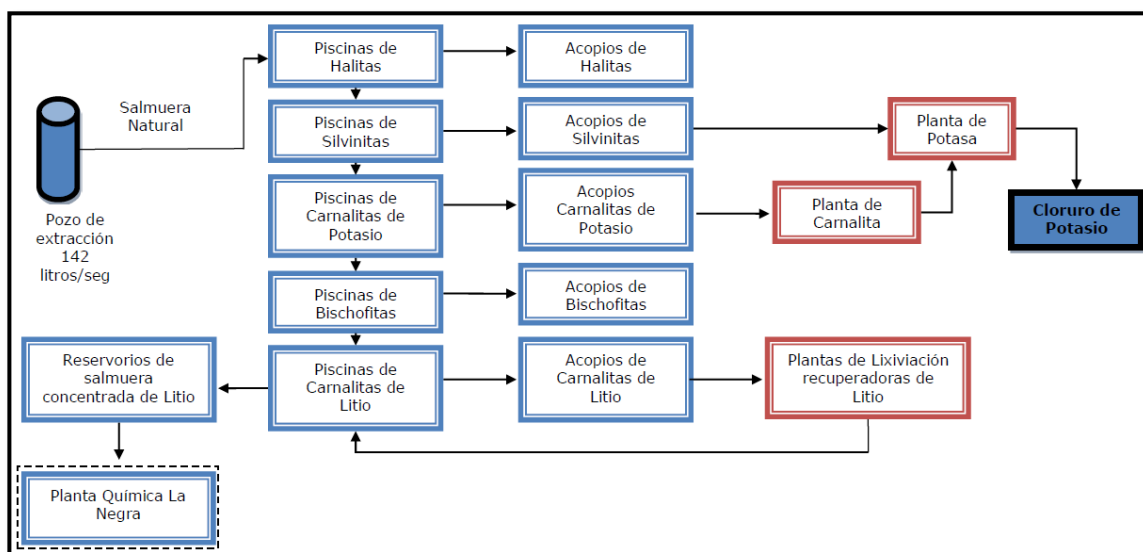 Salmuera
Natural
Pozo de
extracción
142
litros/seg
Piscinas de
Halitas
Acopios de
Halitas
Piscinas de
Silvinitas
Acopios de
Silvinitas
Planta de
Potasa
Piscinas de
Carnalitas de
Potasio
Acopios
Carnalitas de
Potasio
Planta de
Carnalita
Cloruro de
Potasio
Piscinas de
Bischofitas
Acopios de
Bischofitas
Reservorios de
salmuera
concentrada de Litio
Piscinas de
Carnalitas de
Litio
Acopios de
Carnalitas de
Litio
Plantas de Lixiviación
recuperadoras de
Litio
Planta Química La
Negra